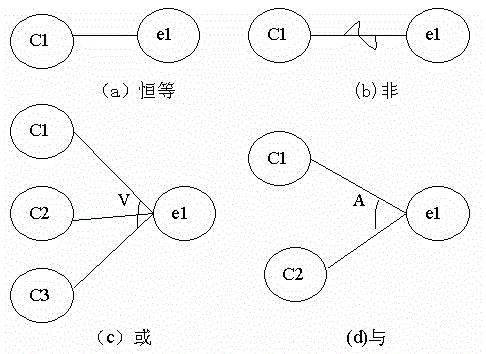 C1 e1 C1 e1
（a）恒等 (b)非
C1
C1
C2 V e1 A e1
C2
C3
（c）或 (d)与